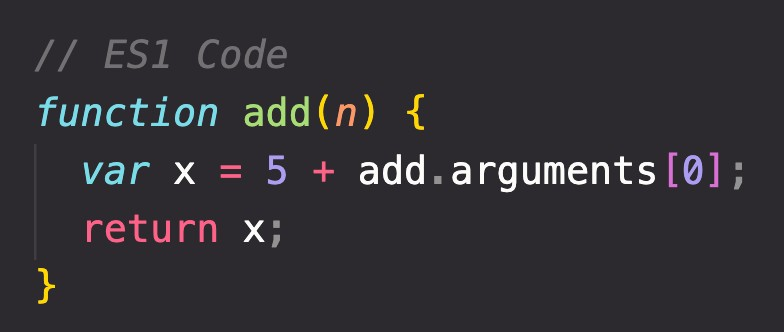 // ES1 Code
function add(n) {
  var x = 5 + add.arguments[0];
  return x;
}